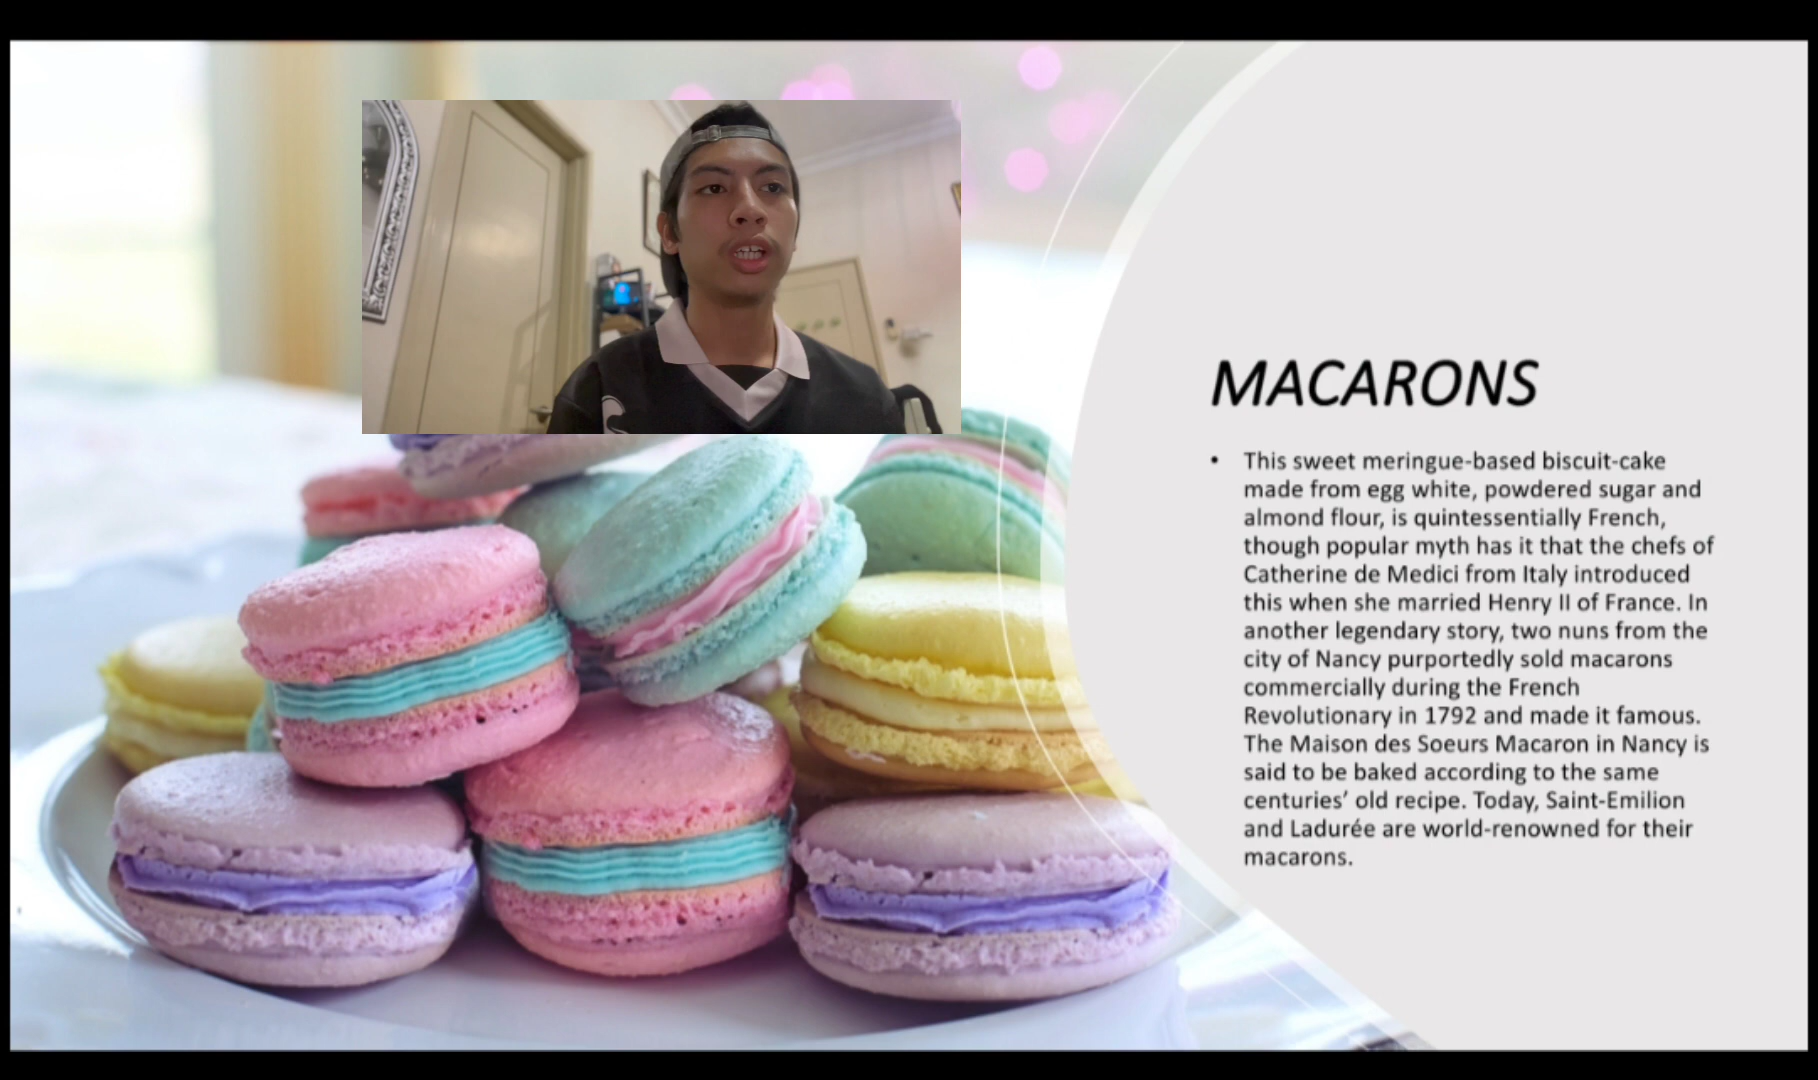 MACARONS
• This sweet meringue-based biscuit-cake
made from egg white, powdered sugar and
almond flour, is quintessentially French,
though popular myth has it that the chefs of
Catherine de Medici from Italy introduced
this when she married Henry II of France. In
another legendary story, two nuns from the
city of Nancy purportedly sold macarons
commercially during the French
Revolutionary in 1792 and made it famous.
The Maison des Soeurs Macaron in Nancy is
said to be baked according to the same
centuries’ old recipe. Today, Saint-Emilion
and Ladurée are world-renowned for their
macarons.